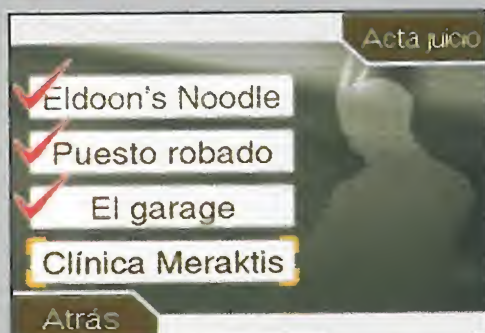 Acta juicio
Eldoon's Noodle
Puesto robado
El garage
Clínica Meraktis
Atrás